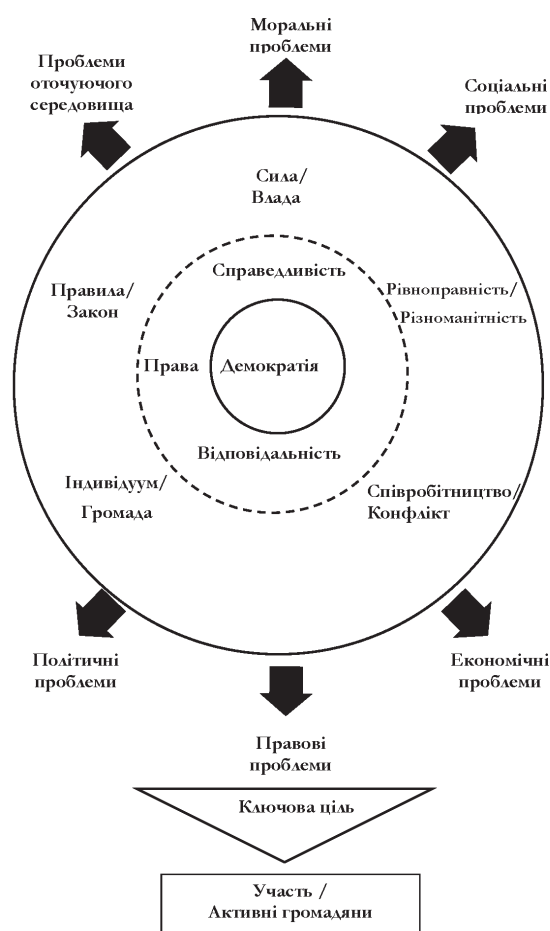 Моральні
проблеми
Проблеми
оточуючого
середовища
Соціальні
проблеми
Сила/
Влада
Справедливість
Правила/
Закон
Рівноправність/
Різноманітність
Права
Демократія
Відповідальність
Індивідуум/
Громада
Співробітництво/
Конфлікт
Політичні
проблеми
Економічні
проблеми
Правові
проблеми
Ключова ціль
Участь /
Активні громадяни